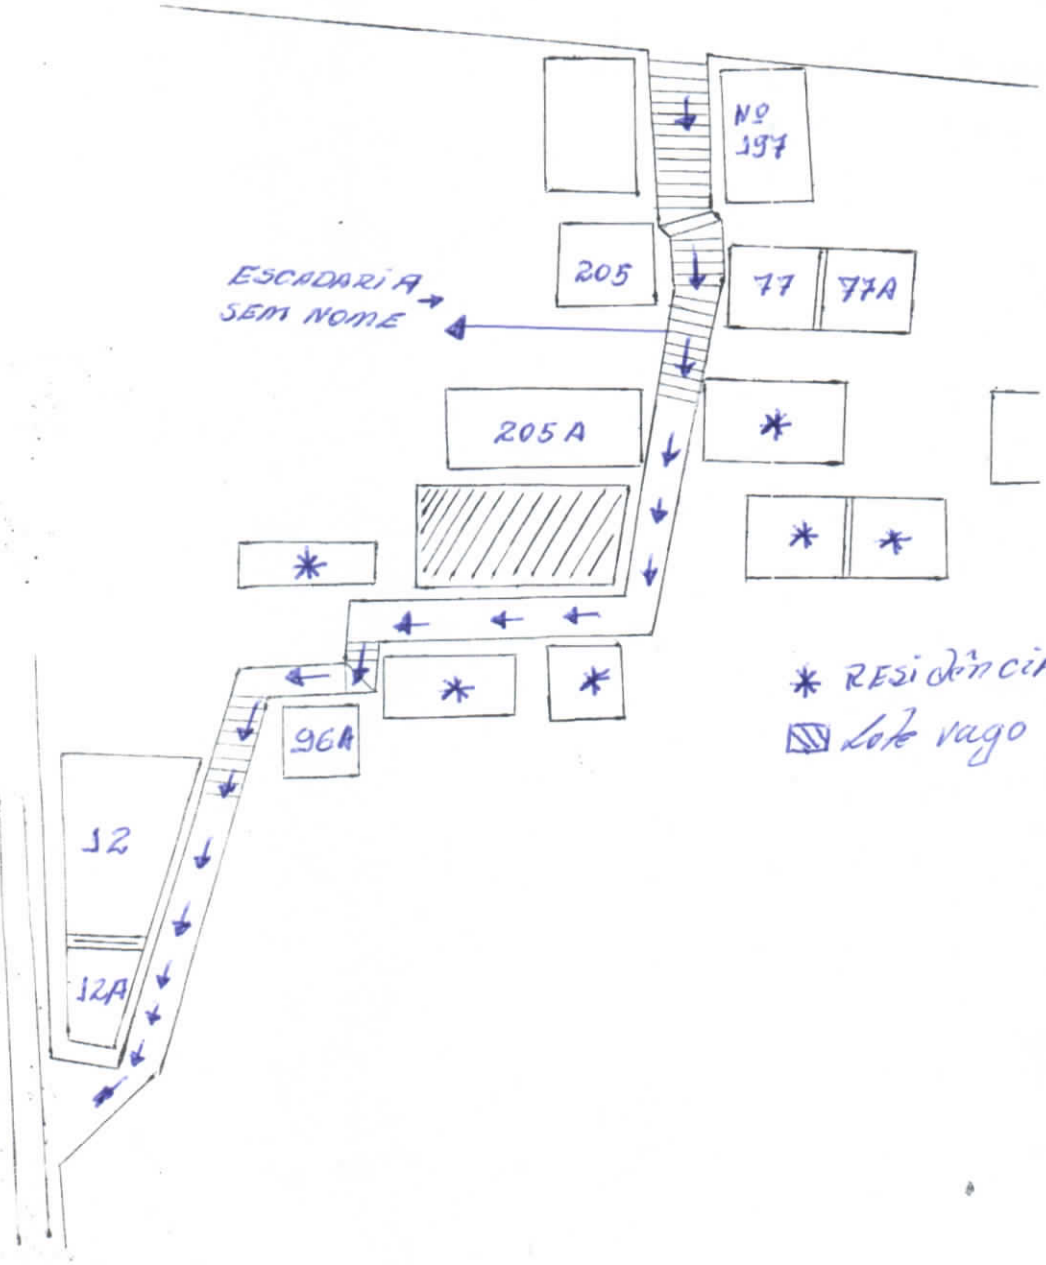 Nº
197
205
77
77A
ESCADARIA
SEM NOME
205 A
* RESIDÊNCIA
Lote vago
96A
12
12A